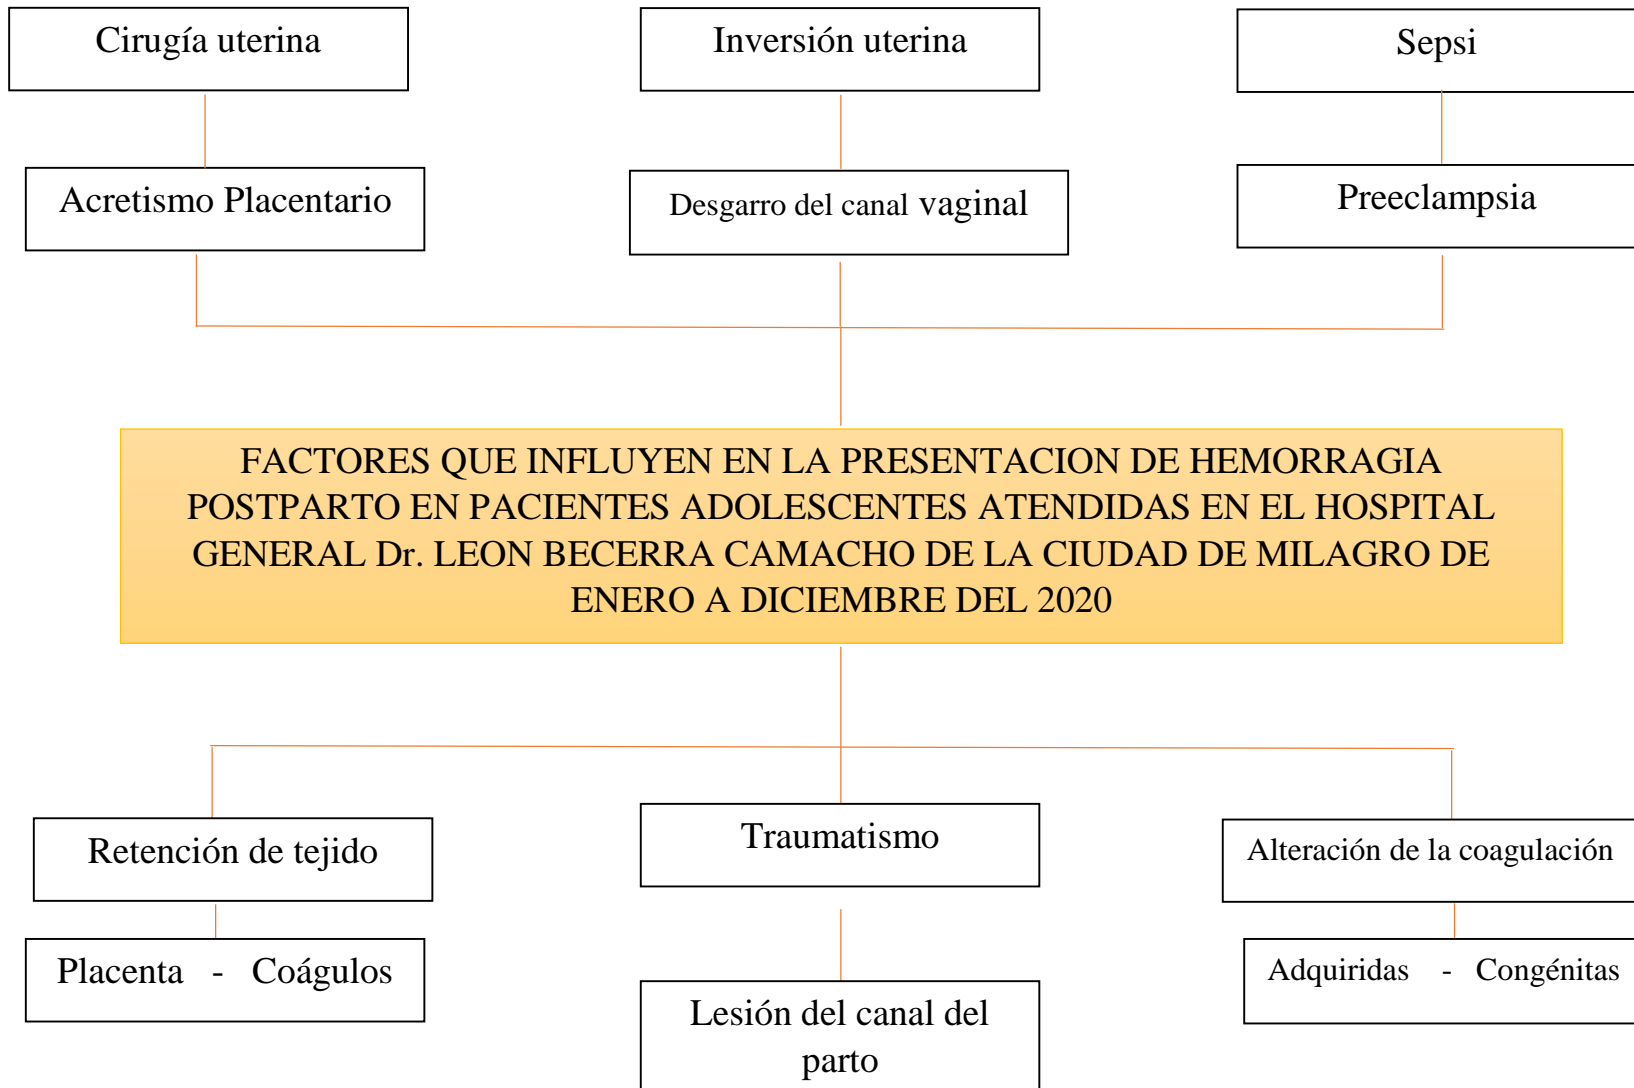 Cirugía uterina
Inversión uterina
Sepsi
Acretismo Placentario
Desgarro del canal vaginal
Preeclampsia
FACTORES QUE INFLUYEN EN LA PRESENTACION DE HEMORRAGIA
POSTPARTO EN PACIENTES ADOLESCENTES ATENDIDAS EN EL HOSPITAL
GENERAL Dr. LEON BECERRA CAMACHO DE LA CIUDAD DE MILAGRO DE
ENERO A DICIEMBRE DEL 2020
Retención de tejido
Traumatismo
Alteración de la coagulación
Placenta - Coágulos
Adquiridas - Congénitas
Lesión del canal del
parto